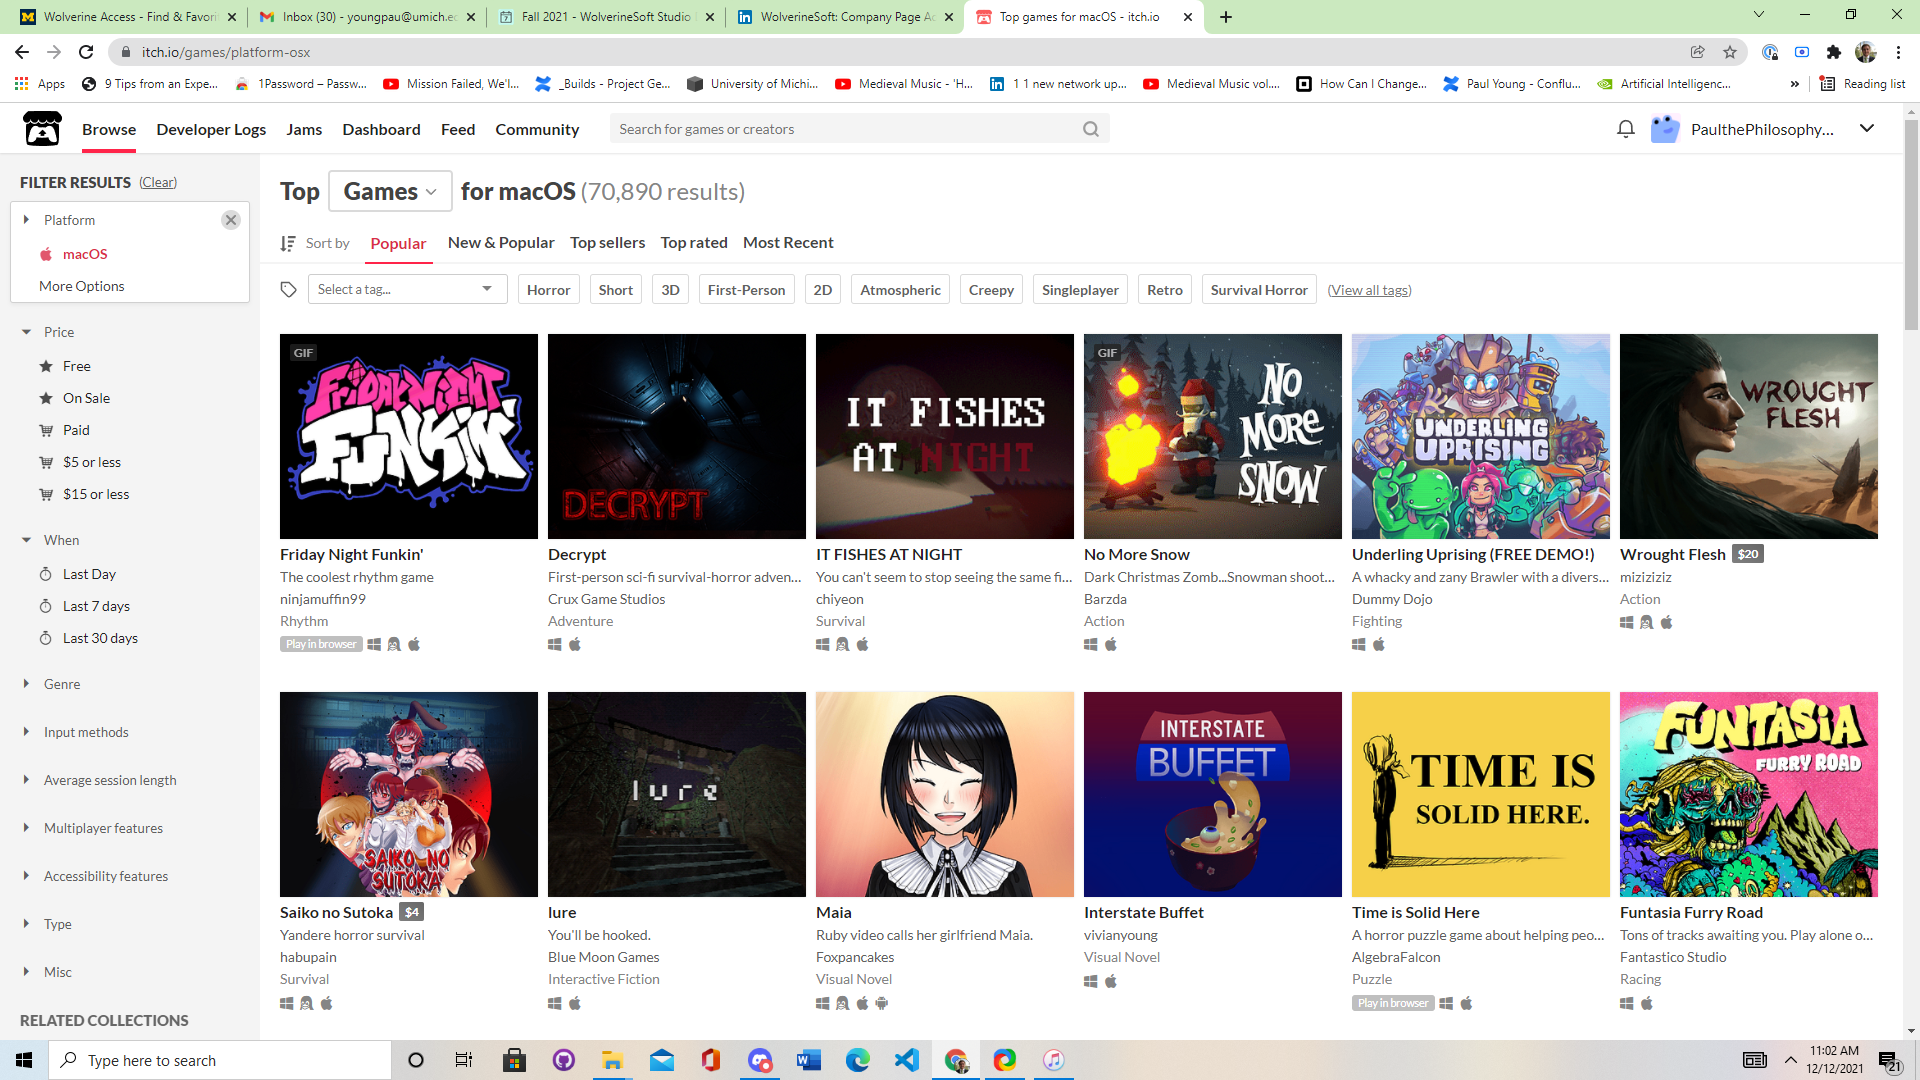 Wolverine Access - Find & Favori
Inbox (30) - youngpau@umich.ec
Fall 2021 - WolverineSoft Studio
WolverineSoft: Company Page Ac
Top games for macOS - itch.io
itch.io/games/platform-osx
Apps
9 Tips from an Expe...
1Password – Passw...
Mission Failed, We'l...
_Builds - Project Ge...
University of Michi...
Medieval Music - 'H...
1 1 new network up...
Medieval Music vol....
How Can I Change...
Paul Young - Conflu...
Artificial Intelligenc...
»
Reading list
Browse
Developer Logs
Jams
Dashboard
Feed
Community
Search for games or creators
PaulthePhilosophy...
FILTER RESULTS (Clear)
Platform
macOS
More Options
Price
Free
On Sale
Paid
$5 or less
$15 or less
When
Last Day
Last 7 days
Last 30 days
Genre
Input methods
Average session length
Multiplayer features
Accessibility features
Type
Misc
RELATED COLLECTIONS
Top Games for macOS (70,890 results)
Sort by
Popular
New & Popular
Top sellers
Top rated
Most Recent
Select a tag...
Horror
Short
3D
First-Person
2D
Atmospheric
Creepy
Singleplayer
Retro
Survival Horror
(View all tags)
GIF
FRIDAY NIGHT
FUNKIN'
Friday Night Funkin'
The coolest rhythm game
ninjamuffin99
Rhythm
Play in browser
DECRYPT
Decrypt
First-person sci-fi survival-horror adven...
Crux Game Studios
Adventure
IT FISHES
AT NIGHT
IT FISHES AT NIGHT
You can't seem to stop seeing the same fi...
chiyeon
Survival
GIF
NO
MORE
SNOW
No More Snow
Dark Christmas Zomb...Snowman shoot...
Barzda
Action
UNDERLING
UPRISING
Underling Uprising (FREE DEMO!)
A whacky and zany Brawler with a divers...
Dummy Dojo
Fighting
WROUGHT
FLESH
Wrought Flesh $20
miziziziz
Action
SAIKO NO
SUTOKA
Saiko no Sutoka $4
Yandere horror survival
habupain
Survival
lure
lure
You'll be hooked.
Blue Moon Games
Interactive Fiction
Maia
Ruby video calls her girlfriend Maia.
Foxpancakes
Visual Novel
INTERSTATE
BUFFET
Interstate Buffet
vivianyoung
Visual Novel
TIME IS
SOLID HERE.
Time is Solid Here
A horror puzzle game about helping peo...
AlgebraFalcon
Puzzle
Play in browser
FUNTASIA
FURRY ROAD
Funtasia Furry Road
Tons of tracks awaiting you. Play alone o...
Fantastico Studio
Racing
Type here to search
11:02 AM
12/12/2021
21